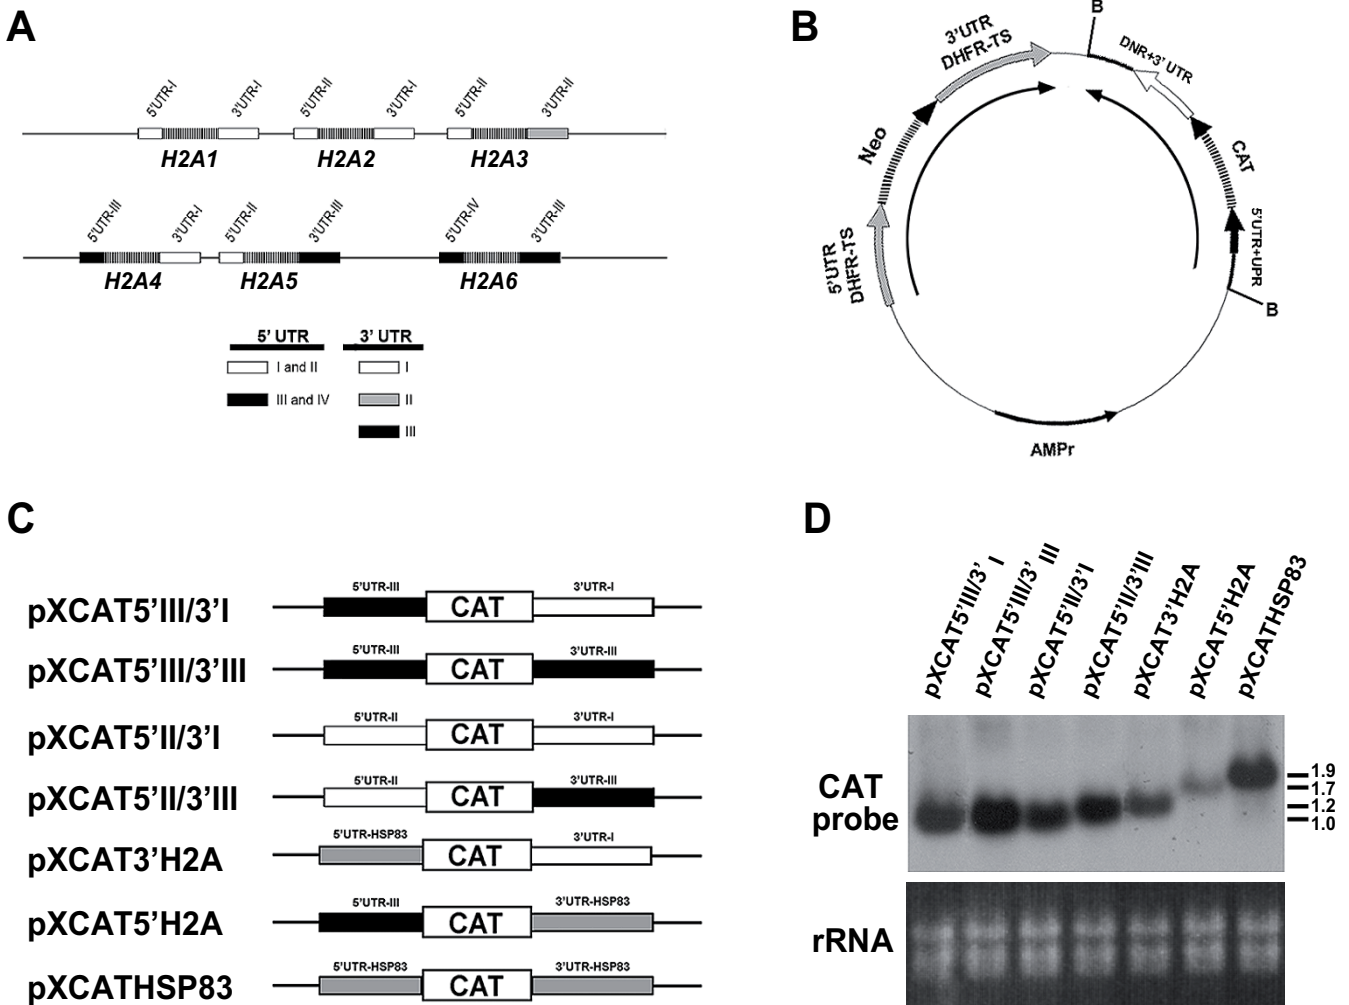 A
5'UTR-I
3'UTR-I
5'UTR-II
3'UTR-I
5'UTR-II
3'UTR-II
H2A1
H2A2
H2A3
5'UTR-III
3'UTR-I
5'UTR-II
3'UTR-III
5'UTR-IV
3'UTR-III
H2A4
H2A5
H2A6
5' UTR
3' UTR
I and II
I
III and IV
II
III
B
B
3'UTR
DHFR-TS
DNR+3' UTR
Neo
CAT
5'UTR
DHFR-TS
5'UTR+UPR
B
AMPr
C
pXCAT5'III/3'I
5'UTR-III
CAT
3'UTR-I
pXCAT5'III/3'III
5'UTR-III
CAT
3'UTR-III
pXCAT5'II/3'I
5'UTR-II
CAT
3'UTR-I
pXCAT5'II/3'III
5'UTR-II
CAT
3'UTR-III
pXCAT3'H2A
5'UTR-HSP83
CAT
3'UTR-I
pXCAT5'H2A
5'UTR-III
CAT
3'UTR-HSP83
pXCATHSP83
5'UTR-HSP83
CAT
3'UTR-HSP83
D
pXCAT5'III/3' I
pXCAT5'III/3' III
pXCAT5'II/3'I
pXCAT5'II/3'III
pXCAT3'H2A
pXCAT5'H2A
pXCATHSP83
CAT
probe
1.9
1.7
1.2
1.0
rRNA